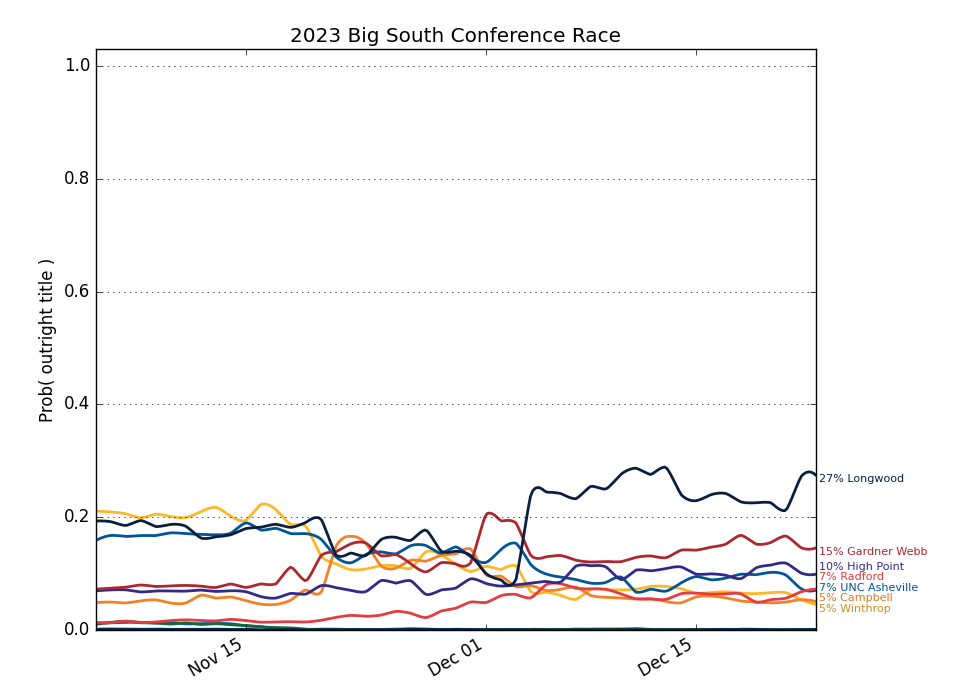 2023 Big South Conference Race
Prob( outright title )
1.0
0.8
0.6
0.4
0.2
0.0
Nov 15
Dec 01
Dec 15
27% Longwood
15% Gardner Webb
10% High Point
7% Radford
7% UNC Asheville
5% Campbell
5% Winthrop